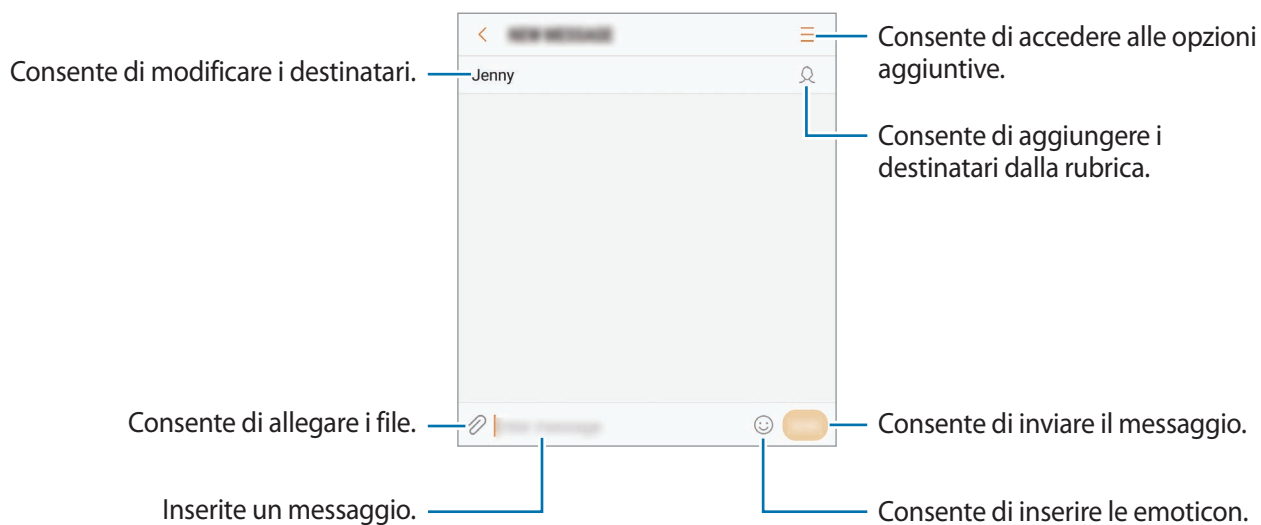 Consente di accedere alle opzioni
aggiuntive.
Consente di modificare i destinatari.
Jenny
Consente di aggiungere i
destinatari dalla rubrica.
Consente di allegare i file.
Consente di inviare il messaggio.
Inserite un messaggio.
Consente di inserire le emoticon.